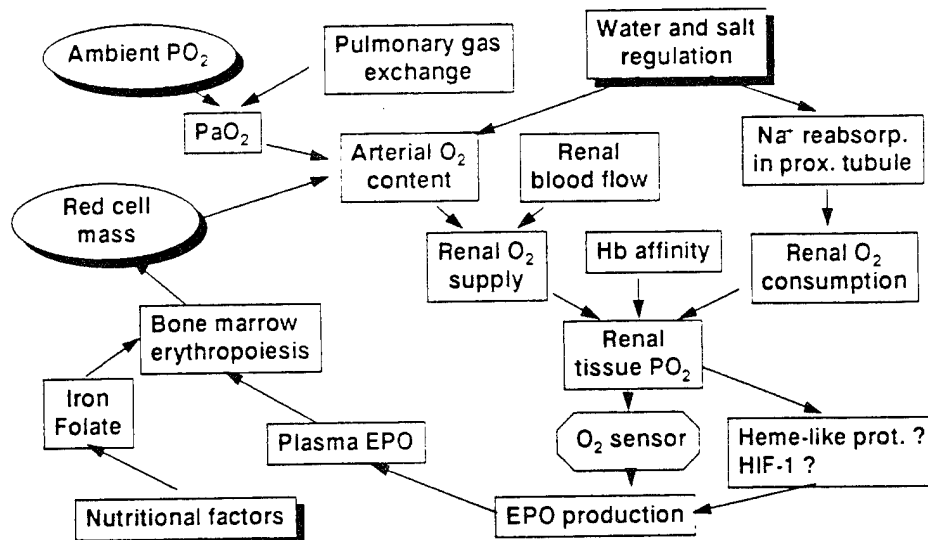 Ambient PO₂
Pulmonary gas
exchange
Water and salt
regulation
PaO₂
Arterial O₂
content
Renal
blood flow
Na⁺ reabsorp.
in prox. tubule
Red cell
mass
Renal O₂
supply
Hb affinity
Renal O₂
consumption
Bone marrow
erythropoiesis
Renal
tissue PO₂
Iron
Folate
Plasma EPO
O₂ sensor
Heme-like prot. ?
HIF-1 ?
Nutritional factors
EPO production